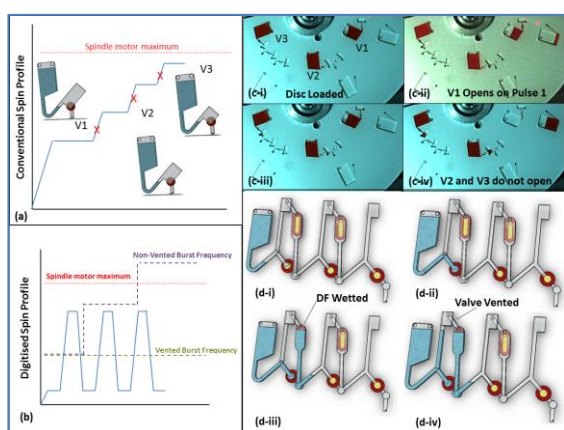 Conventional Spin Profile
Spindle motor maximum
V3
V1
V2
(a)
Digitised Spin Profile
Non-Vented Burst Frequency
Spindle motor maximum
Vented Burst Frequency
(b)
V3
V1
V2
(c-i)
Disc Loaded
(c-ii)
V1 Opens on Pulse 1
(c-iii)
(c-iv)
V2 and V3 do not open
(d-i)
(d-ii)
DF Wetted
Valve Vented
(d-iii)
(d-iv)